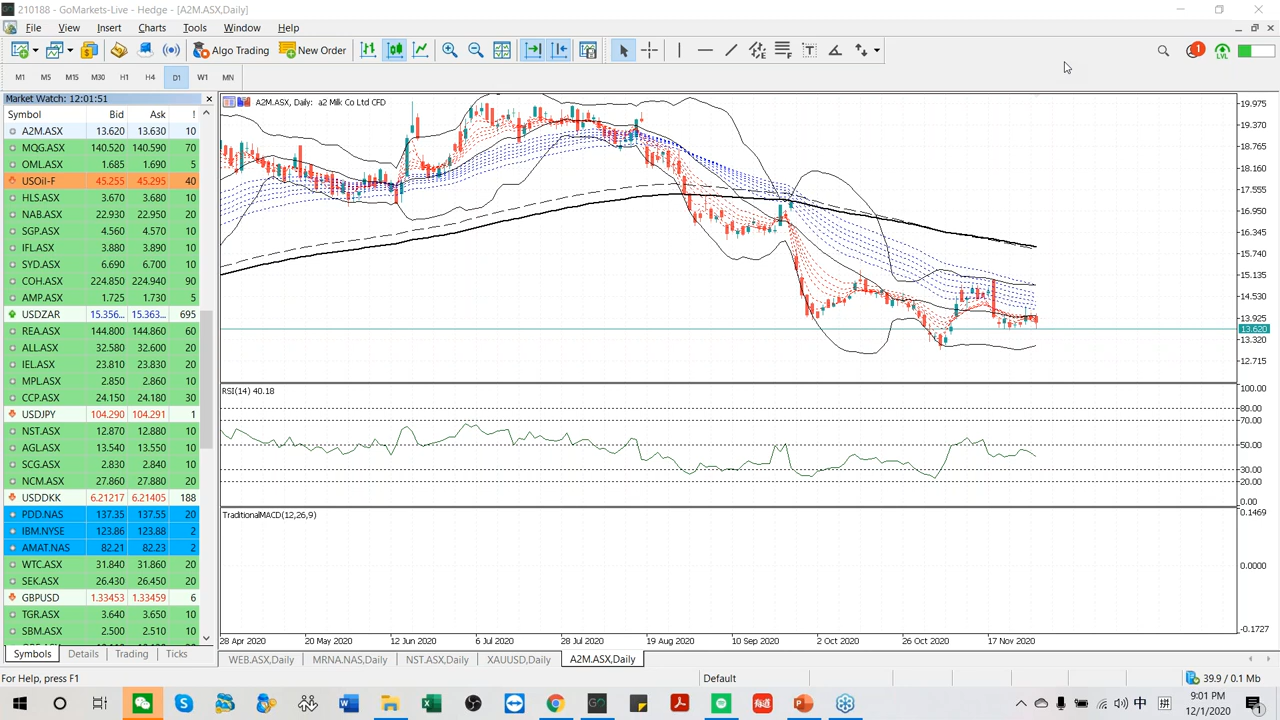 210188 - GoMarkets-Live - Hedge - [A2M.ASX,Daily]
File View Insert Charts Tools Window Help
Algo Trading New Order 1 LVL
M1 M5 M15 M30 H1 H4 D1 W1 MN
Market Watch: 12:01:51
Symbol Bid Ask !
A2M.ASX 13.620 13.630 10
MQG.ASX 140.520 140.590 70
OML.ASX 1.685 1.690 5
USOil-F 45.255 45.295 40
HLS.ASX 3.670 3.680 10
NAB.ASX 22.930 22.950 20
SGP.ASX 4.560 4.570 10
IFL.ASX 3.880 3.890 10
SYD.ASX 6.690 6.700 10
COH.ASX 224.850 224.940 90
AMP.ASX 1.725 1.730 5
USDZAR 15.356... 15.363... 695
REA.ASX 144.800 144.860 60
ALL.ASX 32.580 32.600 20
IEL.ASX 23.810 23.830 20
MPL.ASX 2.850 2.860 10
CCP.ASX 24.150 24.180 30
USDJPY 104.290 104.291 1
NST.ASX 12.870 12.880 10
AGL.ASX 13.540 13.550 10
SCG.ASX 2.830 2.840 10
NCM.ASX 27.860 27.880 20
USDDKK 6.21217 6.21405 188
PDD.NAS 137.35 137.55 20
IBM.NYSE 123.86 123.88 2
AMAT.NAS 82.21 82.23 2
WTC.ASX 31.840 31.860 20
SEK.ASX 26.430 26.450 20
GBPUSD 1.33453 1.33459 6
TGR.ASX 3.640 3.650 10
SBM.ASX 2.500 2.510 10
Symbols Details Trading Ticks
A2M.ASX, Daily: a2 Milk Co Ltd CFD
19.975
19.370
18.765
18.160
17.555
16.950
16.345
15.740
15.135
14.530
13.925
13.620
13.320
12.715
RSI(14) 40.18
100.00
80.00
70.00
50.00
30.00
20.00
0.00
TraditionalMACD(12,26,9)
0.1469
0.0000
-0.1727
28 Apr 2020 20 May 2020 12 Jun 2020 6 Jul 2020 28 Jul 2020 19 Aug 2020 10 Sep 2020 2 Oct 2020 26 Oct 2020 17 Nov 2020
WEB.ASX,Daily MRNA.NAS,Daily NST.ASX,Daily XAUUSD,Daily A2M.ASX,Daily
For Help, press F1 Default 39.9 / 0.1 Mb
中 拼 9:01 PM
12/1/2020